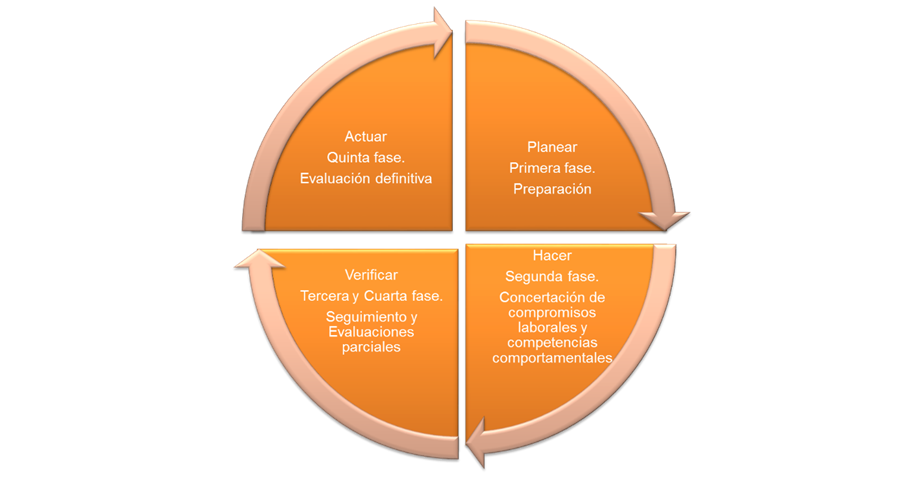 Actuar
Quinta fase.
Evaluación definitiva
Planear
Primera fase.
Preparación
Hacer
Segunda fase.
Concertación de
compromisos
laborales y
competencias
comportamentales
Verificar
Tercera y Cuarta fase.
Seguimiento y
Evaluaciones
parciales